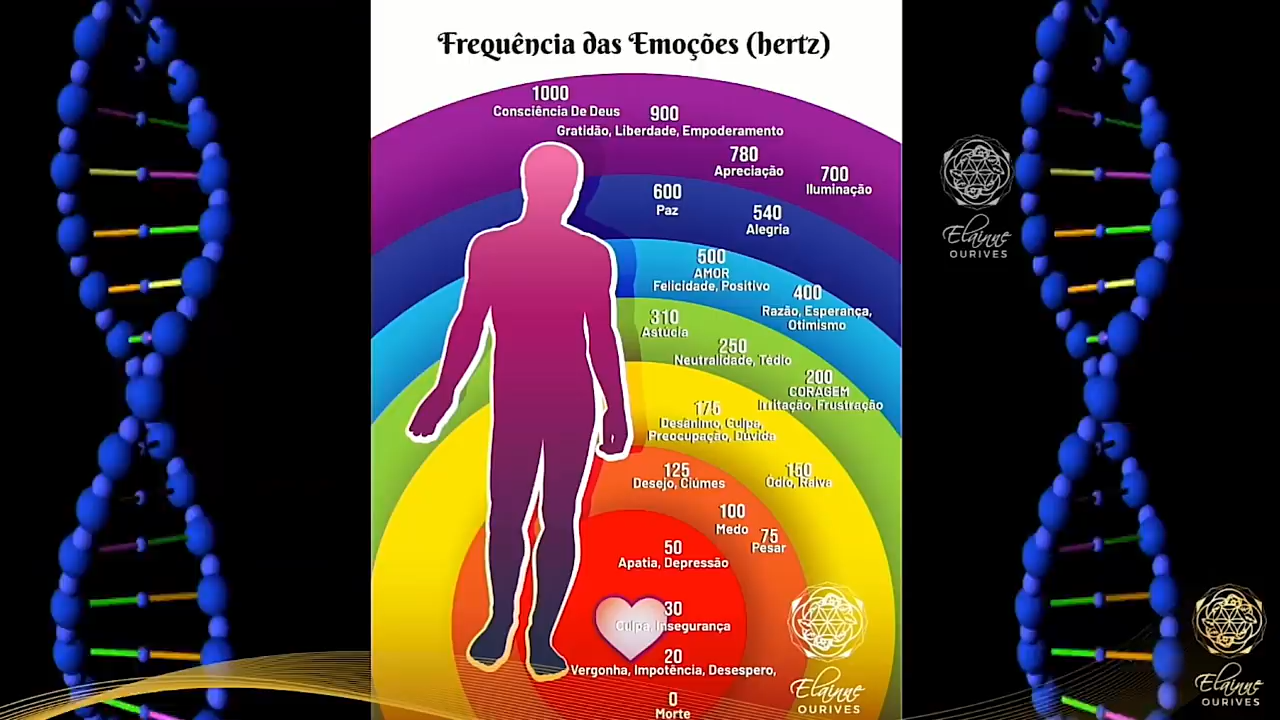 Frequência das Emoções (hertz)
1000
Consciência De Deus
900
Gratidão, Liberdade, Empoderamento
780
Apreciação
700
Iluminação
600
Paz
540
Alegria
500
AMOR
Felicidade, Positivo
400
Razão, Esperança,
Otimismo
310
Astúcia
250
Neutralidade, Tédio
200
CORAGEM
Irritação, Frustração
175
Desânimo, Culpa,
Preocupação, Dúvida
150
Ódio, Raiva
125
Desejo, Ciúmes
100
Medo
75
Pesar
50
Apatia, Depressão
30
Culpa, Insegurança
20
Vergonha, Impotência, Desespero,
0
Morte
Elainne
OURIVES
Elainne
OURIVES
Elainne
OURIVES